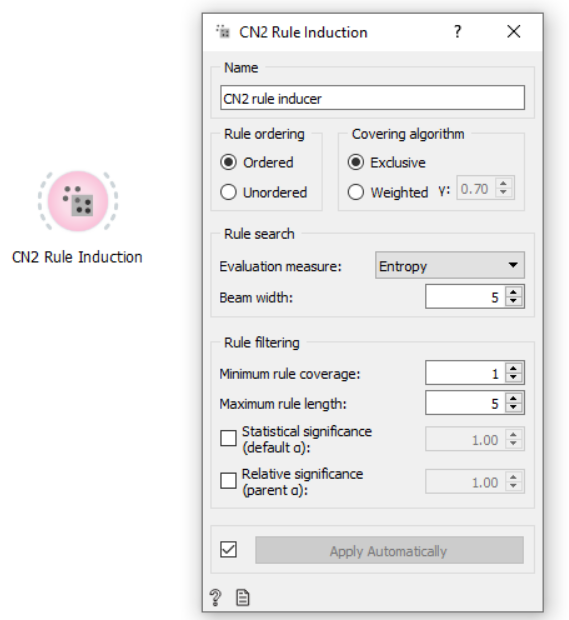 CN2 Rule Induction
?
Name
CN2 rule inducer
Rule ordering
Covering algorithm
Ordered
Exclusive
Unordered
Weighted γ: 0.70
CN2 Rule Induction
Rule search
Evaluation measure: Entropy
Beam width: 5
Rule filtering
Minimum rule coverage: 1
Maximum rule length: 5
Statistical significance
(default α): 1.00
Relative significance
(parent α): 1.00
Apply Automatically
?